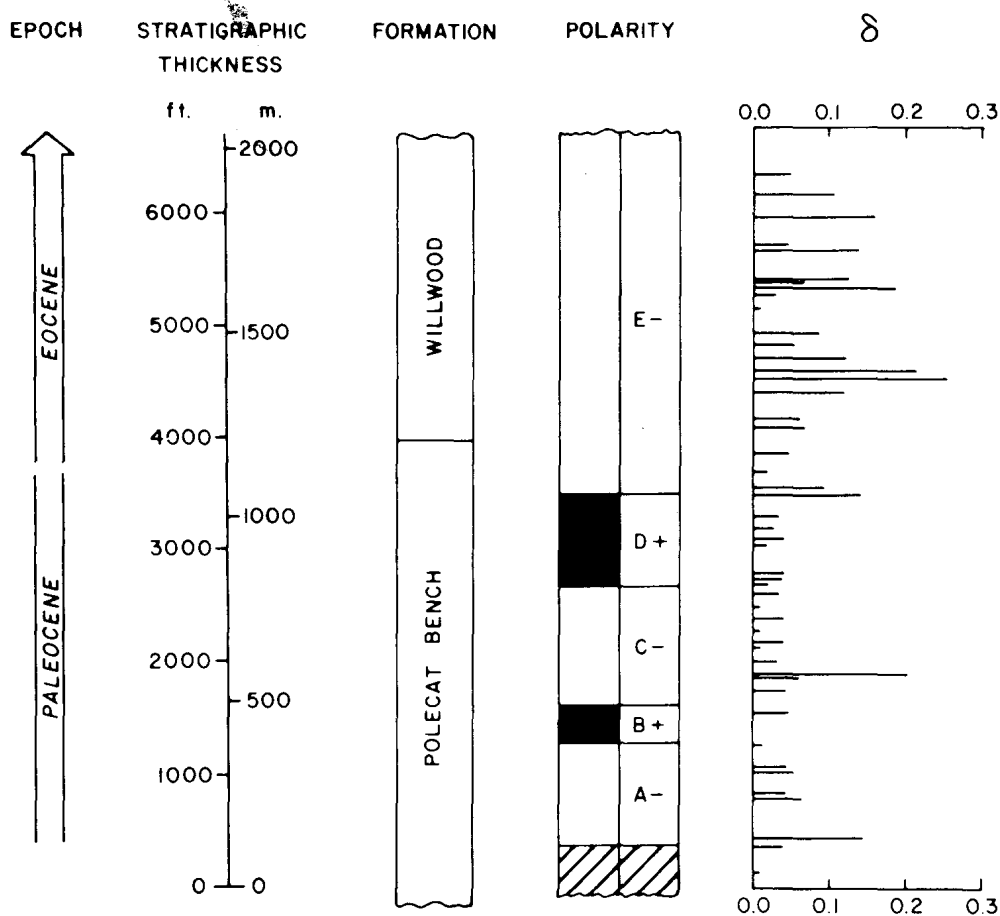 EPOCH STRATIGRAPHIC THICKNESS FORMATION POLARITY δ
ft. m.
0.0 0.1 0.2 0.3
2000
6000
5000
1500
4000
1000
3000
2000
500
1000
0 0
EOCENE
PALEOCENE
WILLWOOD
POLECAT BENCH
E-
D+
C-
B+
A-
0.0 0.1 0.2 0.3